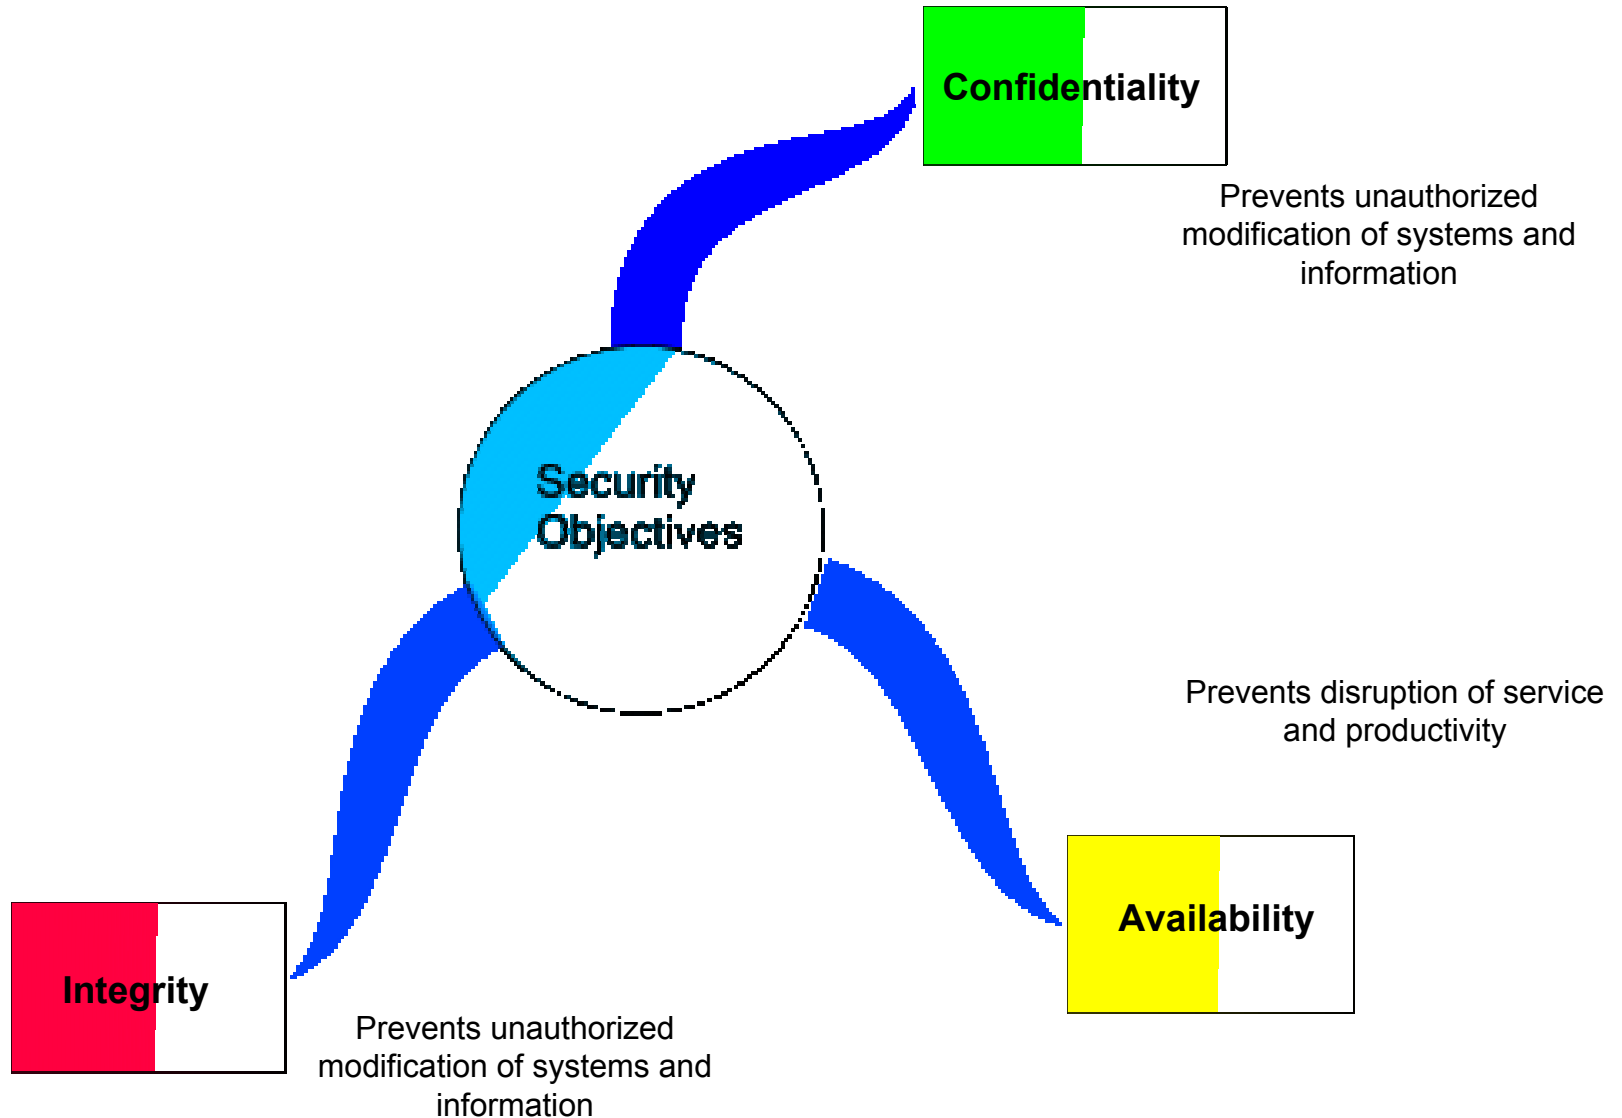 Confidentiality
Prevents unauthorized
modification of systems and
information
Security
Objectives
Prevents disruption of service
and productivity
Availability
Integrity
Prevents unauthorized
modification of systems and
information